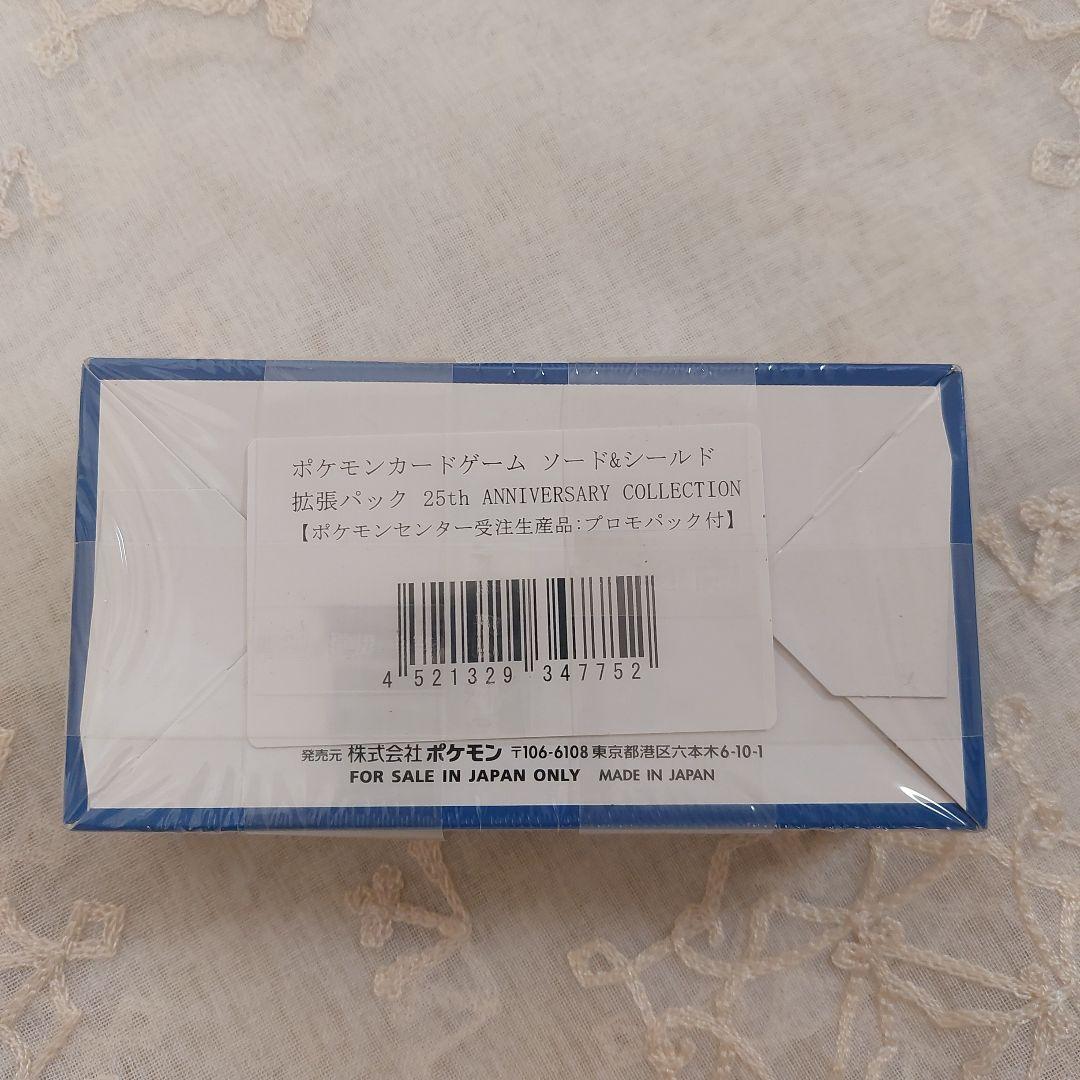 ポケモンカードゲーム ソード&シールド
拡張パック 25th ANNIVERSARY COLLECTION
【ポケモンセンター受注生産品:プロモパック付】
4 521329 347752
発売元 株式会社 ポケモン 〒106-6108 東京都港区六本木6-10-1
FOR SALE IN JAPAN ONLY MADE IN JAPAN